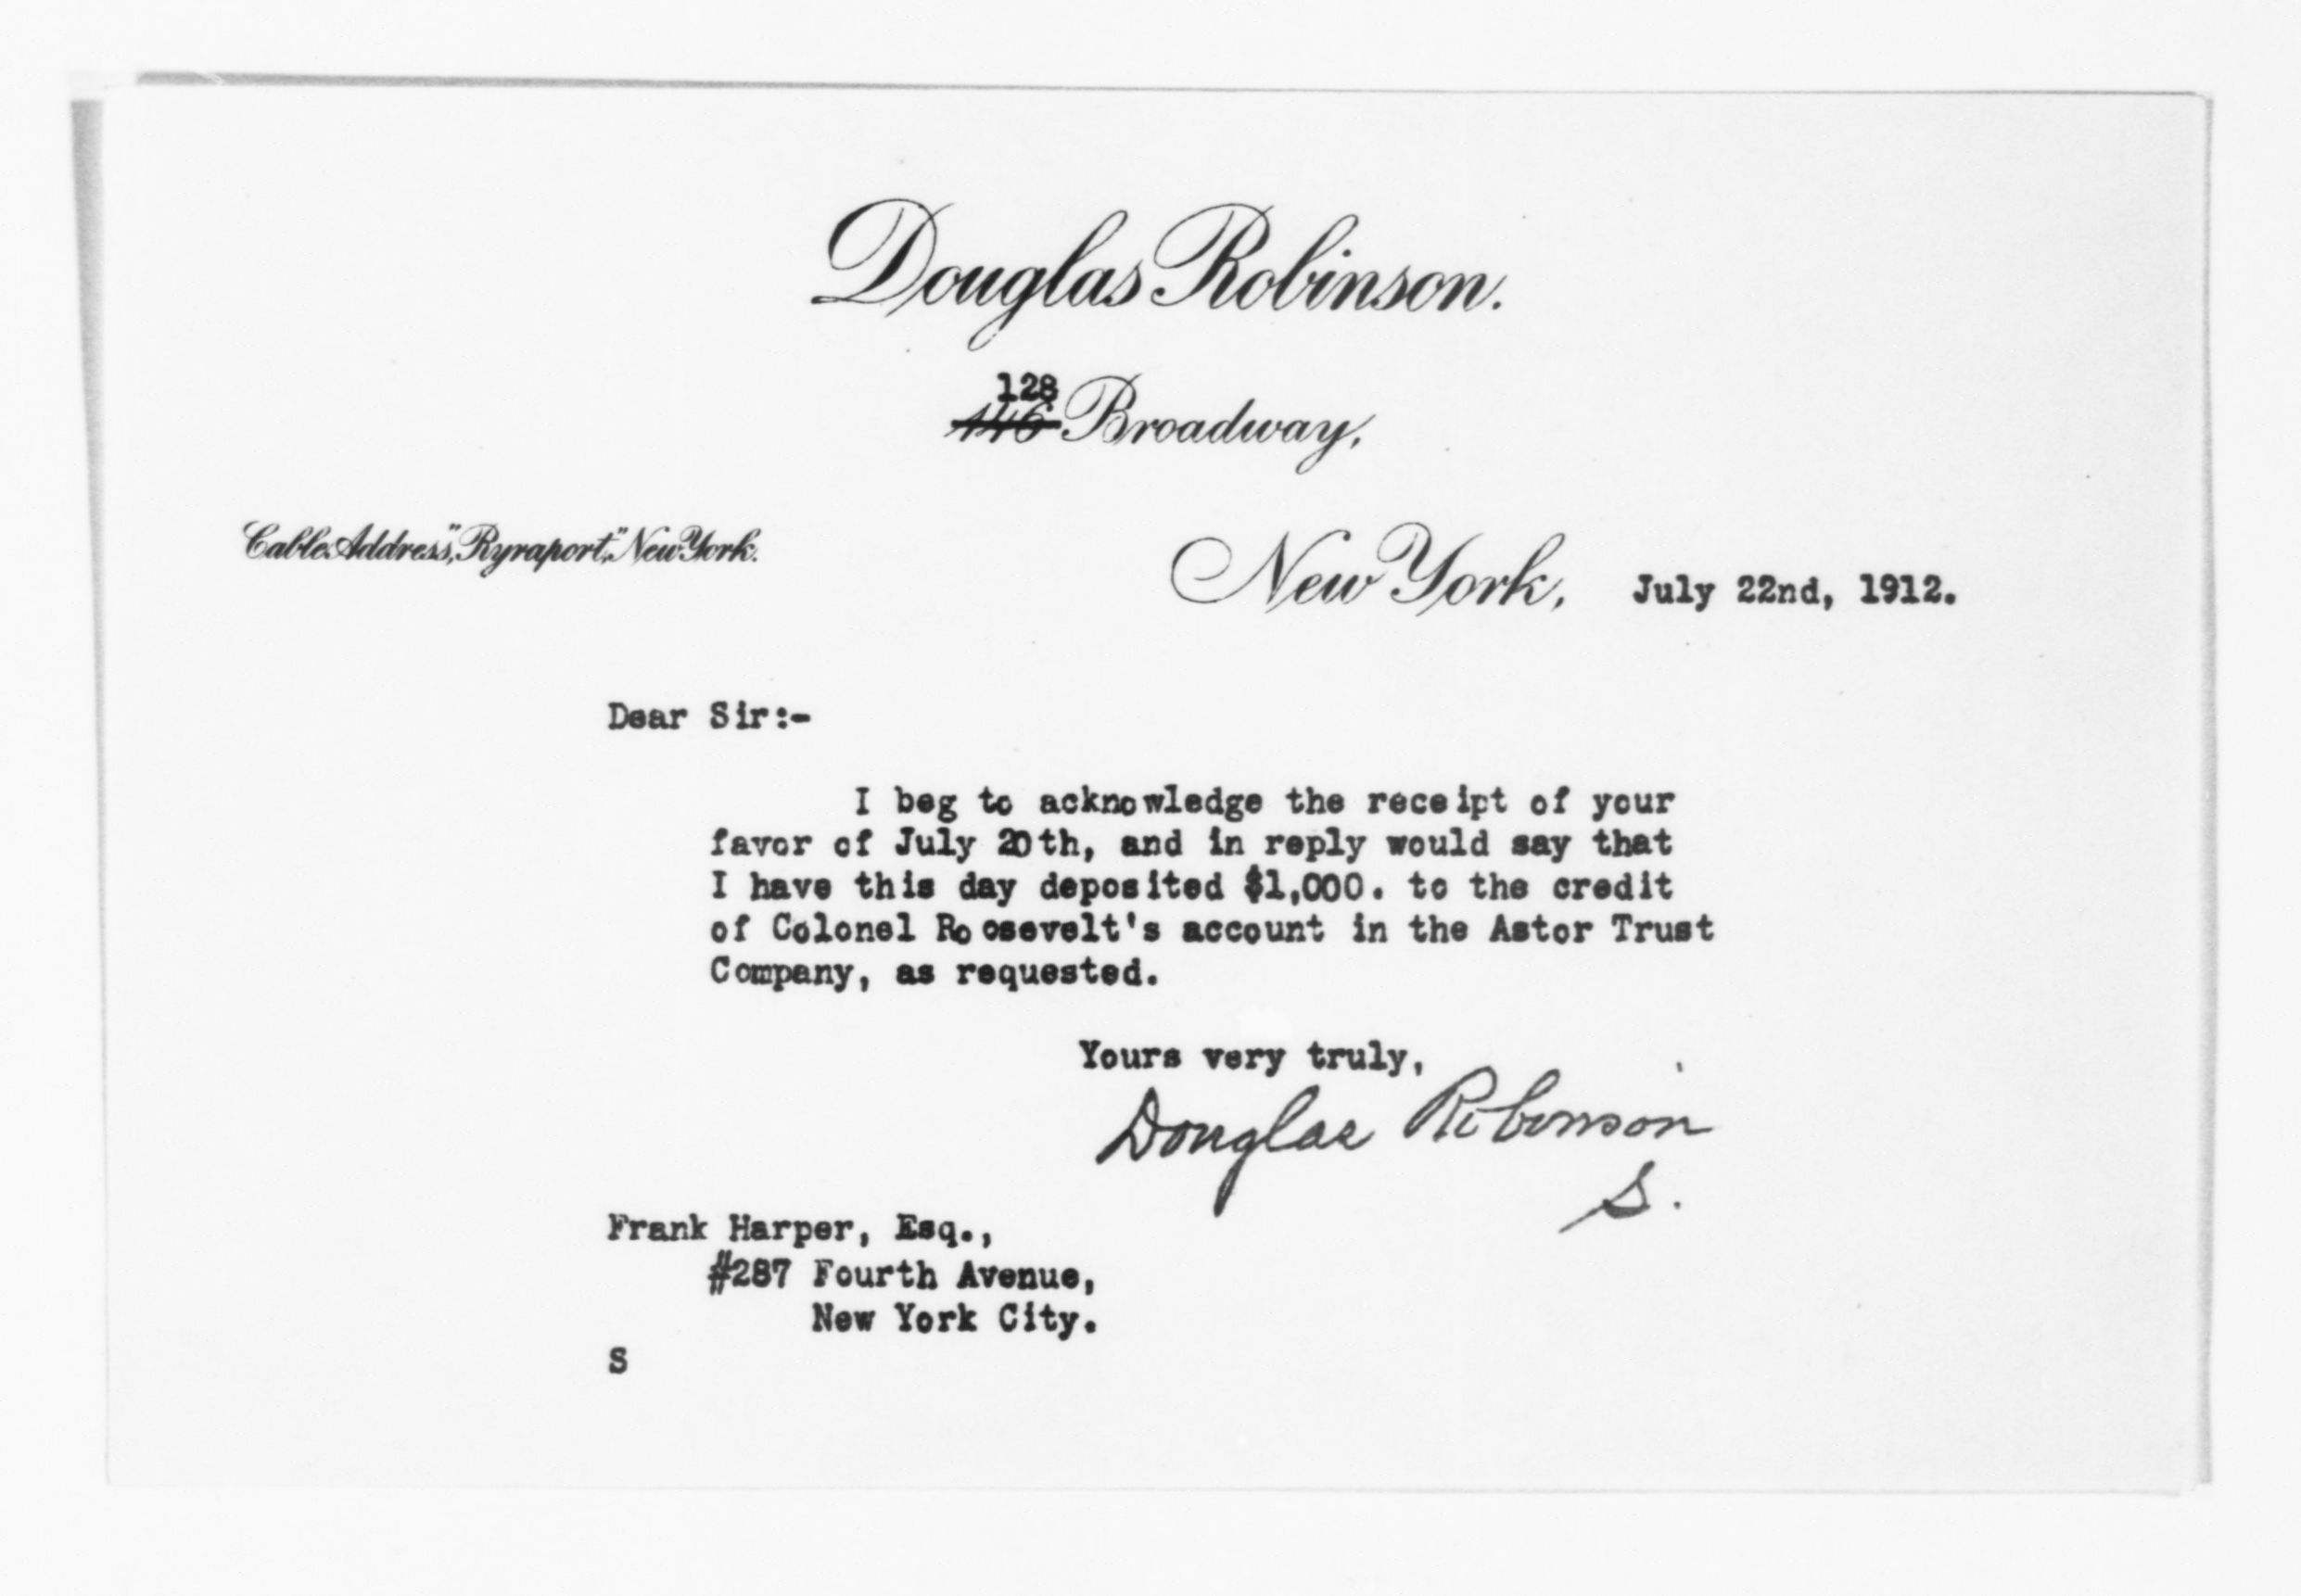 Douglas Robinson.
128
146 Broadway,
Cable Address, "Ryraport," New York.
New York, July 22nd, 1912.
Dear Sir:-
I beg to acknowledge the receipt of your
favor of July 20th, and in reply would say that
I have this day deposited $1,000. to the credit
of Colonel Roosevelt's account in the Astor Trust
Company, as requested.
Yours very truly,
Douglas Robinson
S.
Frank Harper, Esq.,
#287 Fourth Avenue,
New York City.
S